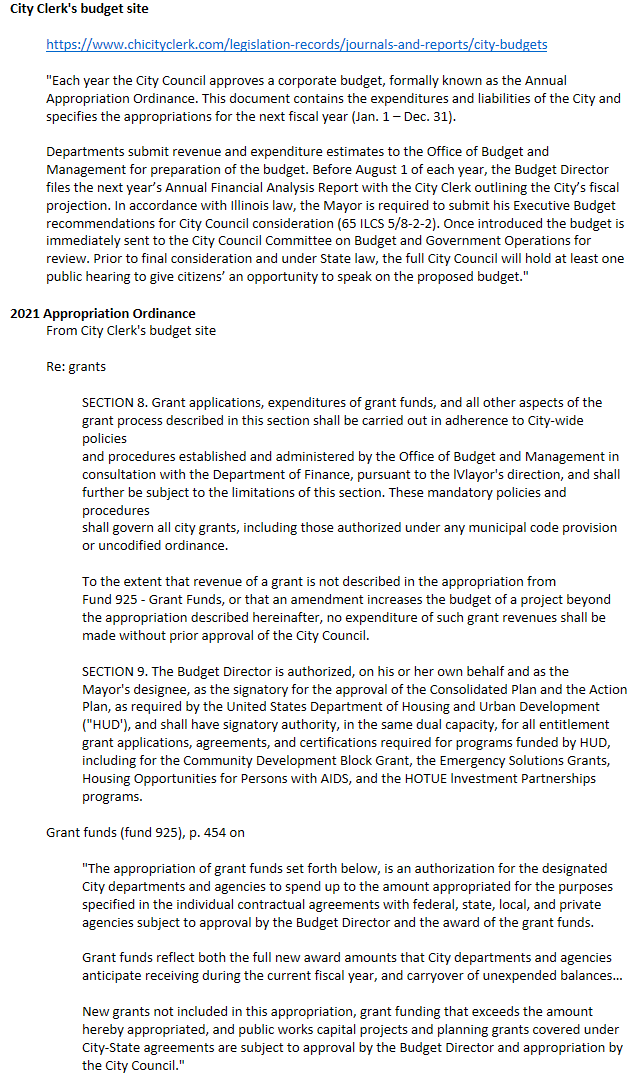 City Clerk's budget site
https://www.chicityclerk.com/legislation-records/journals-and-reports/city-budgets
"Each year the City Council approves a corporate budget, formally known as the Annual
Appropriation Ordinance. This document contains the expenditures and liabilities of the City and
specifies the appropriations for the next fiscal year (Jan. 1 – Dec. 31).
Departments submit revenue and expenditure estimates to the Office of Budget and
Management for preparation of the budget. Before August 1 of each year, the Budget Director
files the next year’s Annual Financial Analysis Report with the City Clerk outlining the City’s fiscal
projection. In accordance with Illinois law, the Mayor is required to submit his Executive Budget
recommendations for City Council consideration (65 ILCS 5/8-2-2). Once introduced the budget is
immediately sent to the City Council Committee on Budget and Government Operations for
review. Prior to final consideration and under State law, the full City Council will hold at least one
public hearing to give citizens’ an opportunity to speak on the proposed budget."
2021 Appropriation Ordinance
From City Clerk's budget site
Re: grants
SECTION 8. Grant applications, expenditures of grant funds, and all other aspects of the
grant process described in this section shall be carried out in adherence to City-wide
policies
and procedures established and administered by the Office of Budget and Management in
consultation with the Department of Finance, pursuant to the lVlayor's direction, and shall
further be subject to the limitations of this section. These mandatory policies and
procedures
shall govern all city grants, including those authorized under any municipal code provision
or uncodified ordinance.
To the extent that revenue of a grant is not described in the appropriation from
Fund 925 - Grant Funds, or that an amendment increases the budget of a project beyond
the appropriation described hereinafter, no expenditure of such grant revenues shall be
made without prior approval of the City Council.
SECTION 9. The Budget Director is authorized, on his or her own behalf and as the
Mayor's designee, as the signatory for the approval of the Consolidated Plan and the Action
Plan, as required by the United States Department of Housing and Urban Development
("HUD'), and shall have signatory authority, in the same dual capacity, for all entitlement
grant applications, agreements, and certifications required for programs funded by HUD,
including for the Community Development Block Grant, the Emergency Solutions Grants,
Housing Opportunities for Persons with AIDS, and the HOTUE Investment Partnerships
programs.
Grant funds (fund 925), p. 454 on
"The appropriation of grant funds set forth below, is an authorization for the designated
City departments and agencies to spend up to the amount appropriated for the purposes
specified in the individual contractual agreements with federal, state, local, and private
agencies subject to approval by the Budget Director and the award of the grant funds.
Grant funds reflect both the full new award amounts that City departments and agencies
anticipate receiving during the current fiscal year, and carryover of unexpended balances...
New grants not included in this appropriation, grant funding that exceeds the amount
hereby appropriated, and public works capital projects and planning grants covered under
City-State agreements are subject to approval by the Budget Director and appropriation by
the City Council."